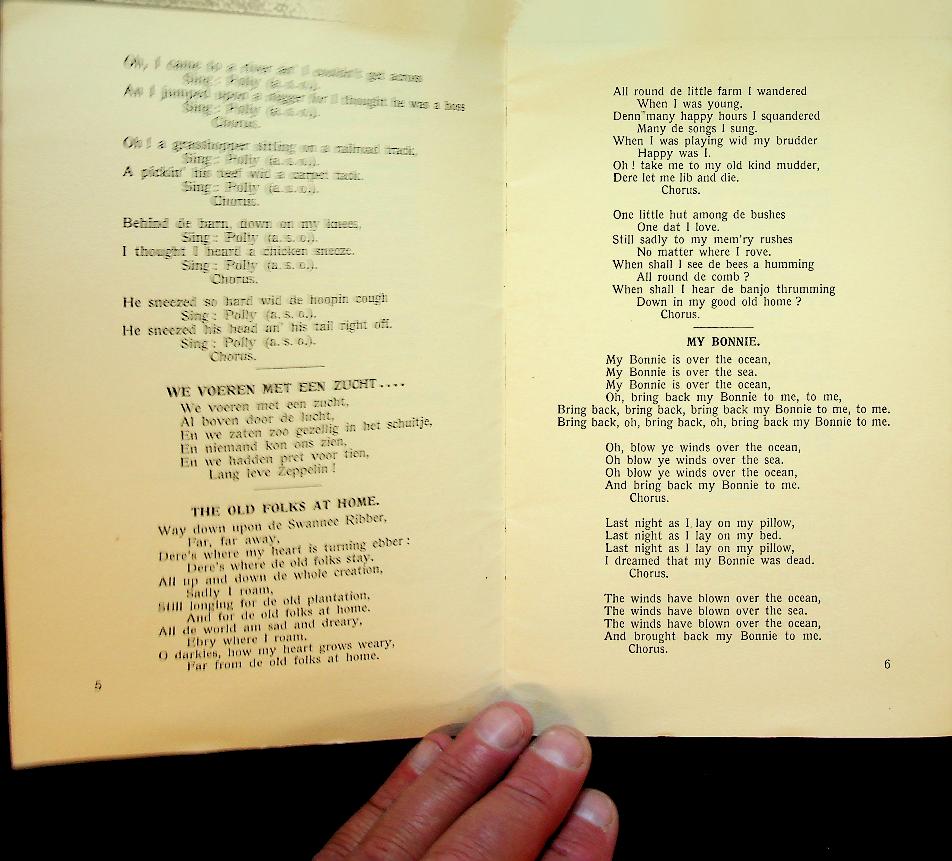 Oh, I came to a river an' I couldn't get across
Sing : Polly (a. s. o.).
An I jumped upon a nigger for I thought he was a hoss
Sing : Polly (a. s. o.).
Chorus.
Oh ! a grasshopper sitting on a railroad track,
Sing : Polly (a. s. o.).
A pickin' his teef wid a carpet tack.
Sing : Polly (a. s. o.).
Chorus.
Behind de barn, down on my knees,
Sing : Polly (a. s. o.).
I thought I heard a chicken sneeze.
Sing : Polly (a. s. o.).
Chorus.
He sneezed so hard wid de hoopin cough
Sing : Polly (a. s. o.).
He sneezed his head an' his tail right off.
Sing : Polly (a. s. o.).
Chorus.
WE VOEREN MET EEN ZUCHT....
We voeren met een zucht,
Al boven door de lucht,
En we zaten zoo gezellig in het schuitje,
En niemand kon ons zien,
En we hadden pret voor tien,
Lang leve Zeppelin !
THE OLD FOLKS AT HOME.
Way down upon de Swannee Ribber,
Far, far away,
Dere's where my heart is turning ebber :
Dere's where de old folks stay.
All up and down de whole creation,
Sadly I roam,
Still longing for de old plantation,
And for de old folks at home.
All de world am sad and dreary,
Ebry where I roam,
O darkies, how my heart grows weary,
Far from de old folks at home.
5
All round de little farm I wandered
When I was young.
Denn many happy hours I squandered
Many de songs I sung.
When I was playing wid my brudder
Happy was I.
Oh ! take me to my old kind mudder,
Dere let me lib and die.
Chorus.
One little hut among de bushes
One dat I love.
Still sadly to my mem'ry rushes
No matter where I rove.
When shall I see de bees a humming
All round de comb ?
When shall I hear de banjo thrumming
Down in my good old home ?
Chorus.
MY BONNIE.
My Bonnie is over the ocean,
My Bonnie is over the sea.
My Bonnie is over the ocean,
Oh, bring back my Bonnie to me, to me,
Bring back, bring back, bring back my Bonnie to me, to me.
Bring back, oh, bring back, oh, bring back my Bonnie to me.
Oh, blow ye winds over the ocean,
Oh blow ye winds over the sea.
Oh blow ye winds over the ocean,
And bring back my Bonnie to me.
Chorus.
Last night as I lay on my pillow,
Last night as I lay on my bed.
Last night as I lay on my pillow,
I dreamed that my Bonnie was dead.
Chorus.
The winds have blown over the ocean,
The winds have blown over the sea.
The winds have blown over the ocean,
And brought back my Bonnie to me.
Chorus.
6